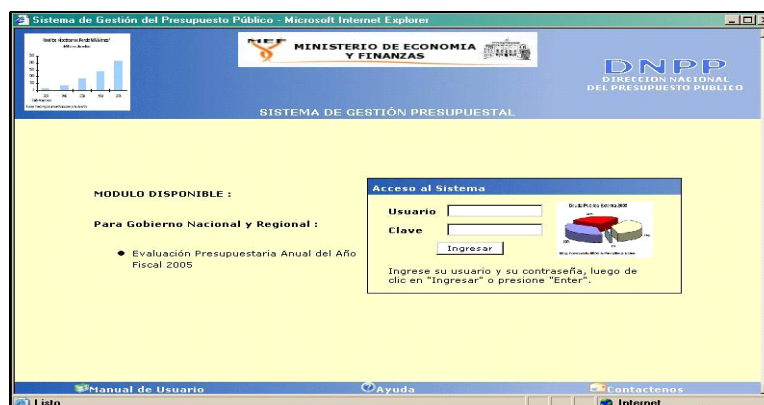 Sistema de Gestión del Presupuesto Público - Microsoft Internet Explorer
MEF
MINISTERIO DE ECONOMIA
Y FINANZAS
DNPP
DIRECCION NACIONAL
DEL PRESUPUESTO PUBLICO
SISTEMA DE GESTIÓN PRESUPUESTAL
MODULO DISPONIBLE :
Para Gobierno Nacional y Regional :
● Evaluación Presupuestaria Anual del Año
Fiscal 2005
Acceso al Sistema
Usuario
Clave
Ingresar
Ingrese su usuario y su contraseña, luego de
clic en "Ingresar" o presione "Enter".
Manual de Usuario
Ayuda
Contactenos
Listo
Internet